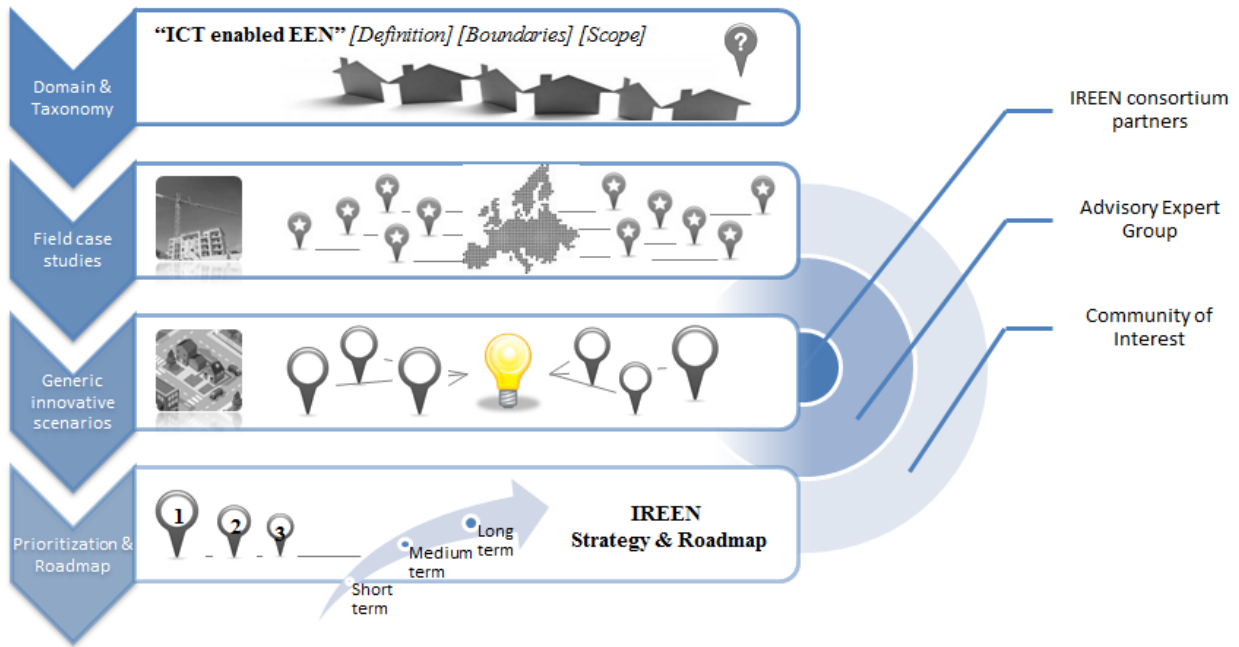 “ICT enabled EEN” [Definition] [Boundaries] [Scope]
?
Domain &
Taxonomy
IREEN consortium
partners
Field case
studies
Advisory Expert
Group
Generic
innovative
scenarios
Community of
Interest
Prioritization &
Roadmap
1
2
3
Short
term
Medium
term
Long
term
IREEN
Strategy & Roadmap